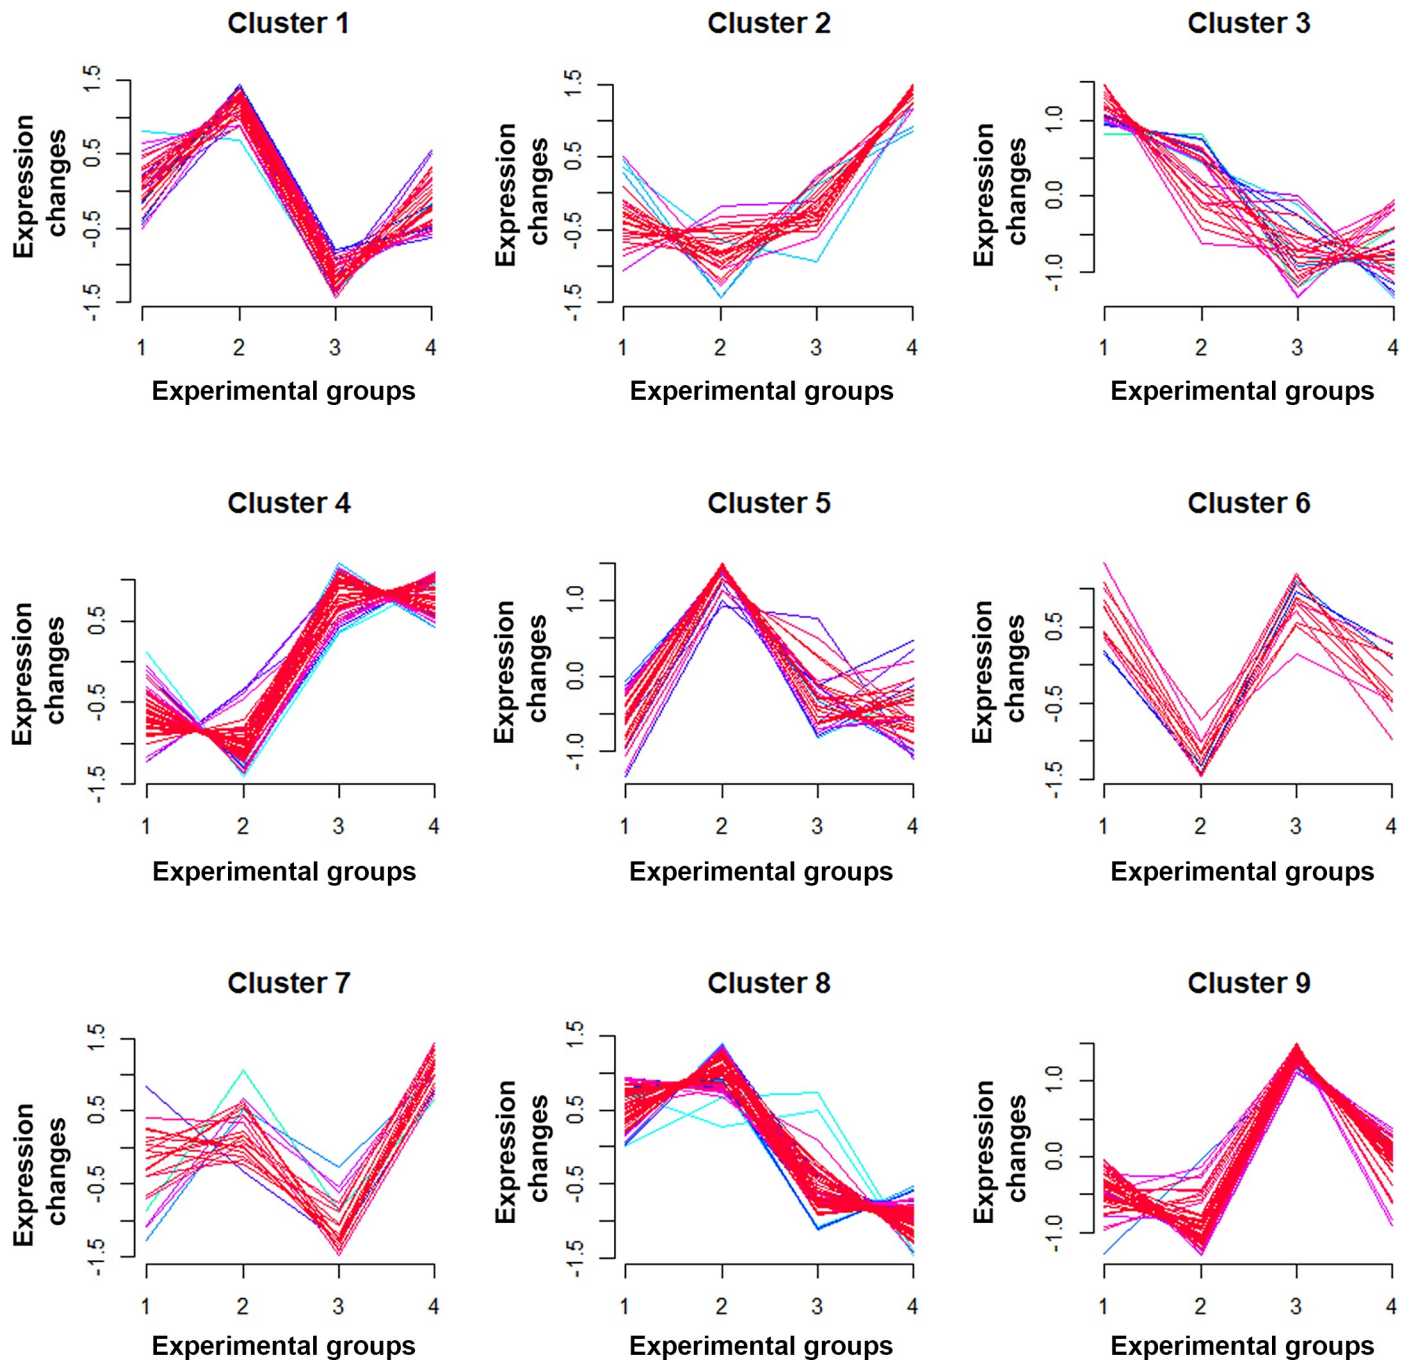 Cluster 1
Cluster 2
Cluster 3
Expression
changes
1.5
0.5
-0.5
-1.5
1
2
3
4
Experimental groups
Expression
changes
1.5
0.5
-0.5
-1.5
1
2
3
4
Experimental groups
Expression
changes
1.0
0.0
-1.0
1
2
3
4
Experimental groups
Cluster 4
Cluster 5
Cluster 6
Expression
changes
0.5
-0.5
-1.5
1
2
3
4
Experimental groups
Expression
changes
1.0
0.0
-1.0
1
2
3
4
Experimental groups
Expression
changes
0.5
-0.5
-1.5
1
2
3
4
Experimental groups
Cluster 7
Cluster 8
Cluster 9
Expression
changes
1.5
0.5
-0.5
-1.5
1
2
3
4
Experimental groups
Expression
changes
1.5
0.5
-0.5
-1.5
1
2
3
4
Experimental groups
Expression
changes
1.0
0.0
-1.0
1
2
3
4
Experimental groups